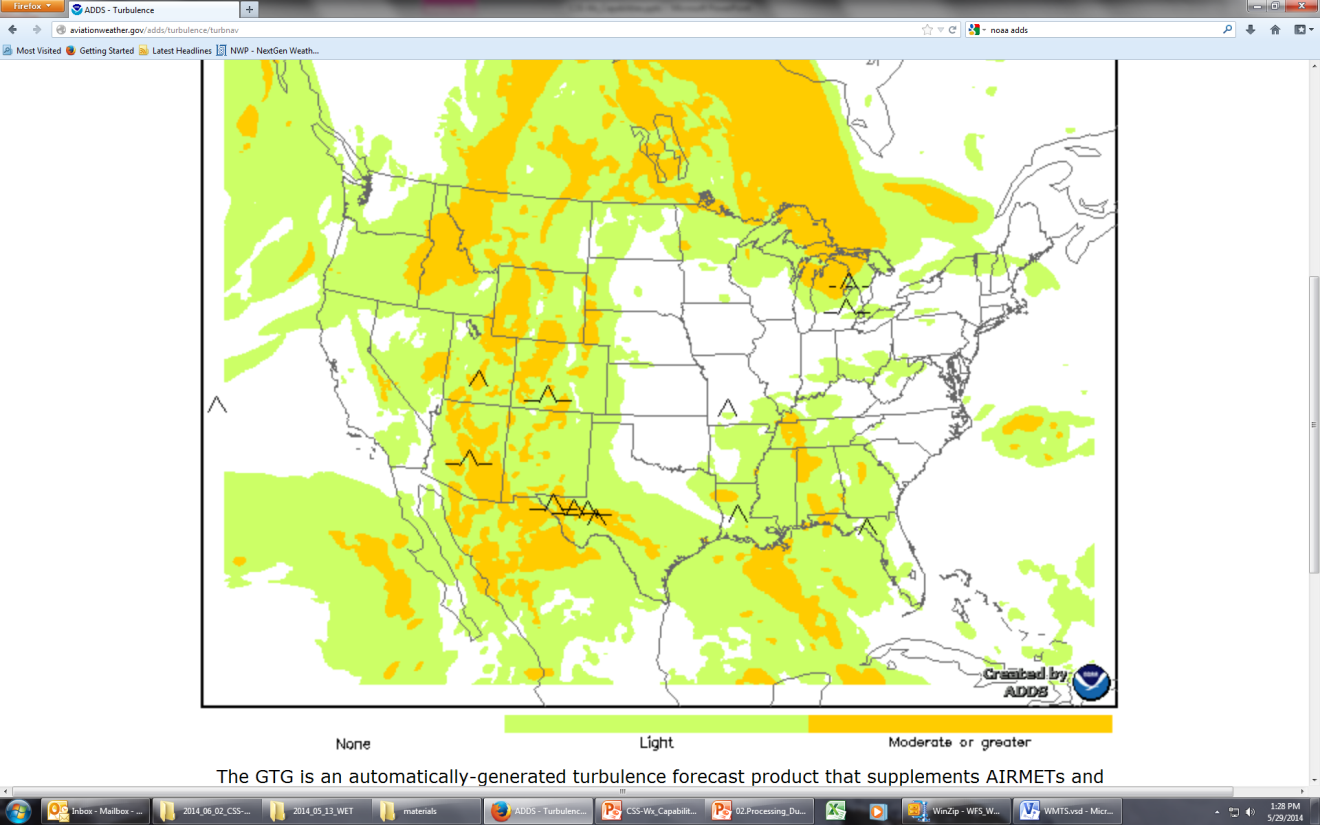 Firefox
ADDS - Turbulence
aviationweather.gov/adds/turbulence/turbnav
noaa adds
Most Visited
Getting Started
Latest Headlines
NWP - NextGen Weath...
Created by
ADDS
None
Light
Moderate or greater
The GTG is an automatically-generated turbulence forecast product that supplements AIRMETs and
Inbox - Mailbox - ...
2014_06_02_CSS-...
2014_05_13_WET
materials
ADDS - Turbulenc...
CSS-Wx_Capabilit...
02.Processing_Du...
WinZip - WFS_W...
WMTS.vsd - Micr...
1:28 PM
5/29/2014